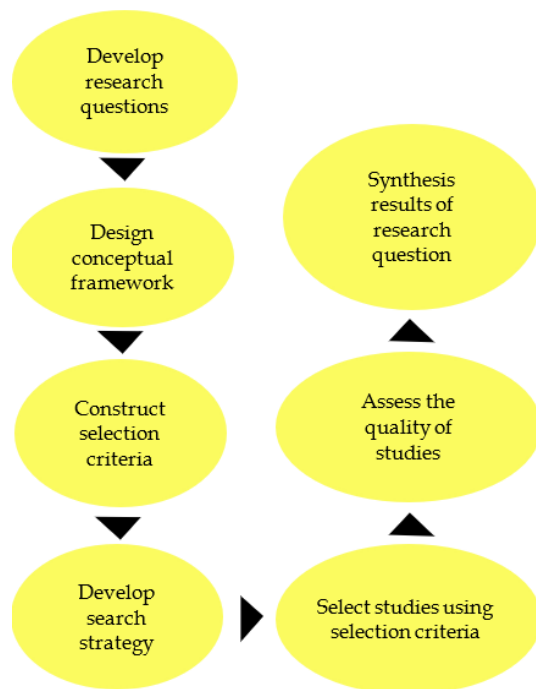 Develop
research
questions
Design
conceptual
framework
Construct
selection
criteria
Develop
search
strategy
Select studies using
selection criteria
Assess the
quality of
studies
Synthesis
results of
research
question